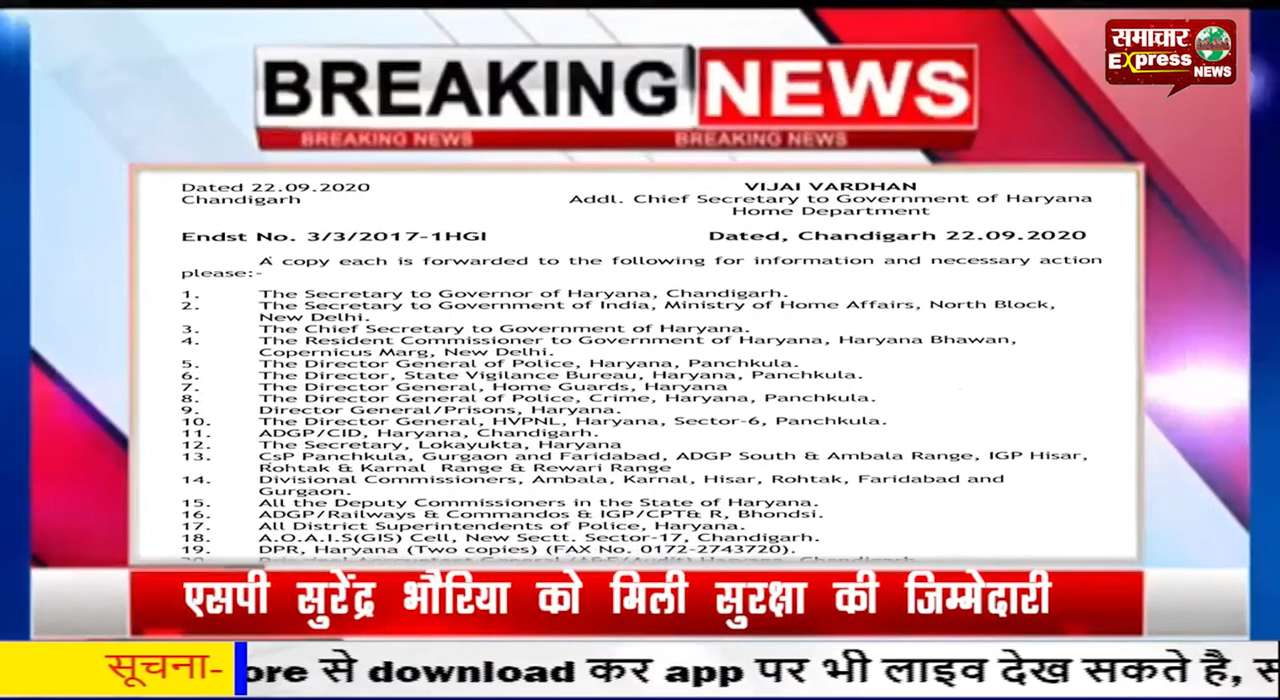 समाचार
Express
NEWS
BREAKING NEWS
BREAKING NEWS BREAKING NEWS
Dated 22.09.2020 VIJAI VARDHAN
Chandigarh Addl. Chief Secretary to Government of Haryana
Home Department
Endst No. 3/3/2017-1HGI Dated, Chandigarh 22.09.2020
A copy each is forwarded to the following for information and necessary action
please:-
1. The Secretary to Governor of Haryana, Chandigarh.
2. The Secretary to Government of India, Ministry of Home Affairs, North Block,
New Delhi.
3. The Chief Secretary to Government of Haryana.
4. The Resident Commissioner to Government of Haryana, Haryana Bhawan,
Copernicus Marg, New Delhi.
5. The Director General of Police, Haryana, Panchkula.
6. The Director, State Vigilance Bureau, Haryana, Panchkula.
7. The Director General, Home Guards, Haryana
8. The Director General of Police, Crime, Haryana, Panchkula.
9. Director General/Prisons, Haryana.
10. The Director General, HVPNL, Haryana, Sector-6, Panchkula.
11. ADGP/CID, Haryana, Chandigarh.
12. The Secretary, Lokayukta, Haryana
13. CsP Panchkula, Gurgaon and Faridabad, ADGP South & Ambala Range, IGP Hisar,
Rohtak & Karnal Range & Rewari Range
14. Divisional Commissioners, Ambala, Karnal, Hisar, Rohtak, Faridabad and
Gurgaon.
15. All the Deputy Commissioners in the State of Haryana.
16. ADGP/Railways & Commandos & IGP/CPT& R, Bhondsi.
17. All District Superintendents of Police, Haryana.
18. A.O.A.I.S(GIS) Cell, New Sectt. Sector-17, Chandigarh.
19. DPR, Haryana (Two copies) (FAX No. 0172-2743720).
एसपी सुरेंद्र भौरिया को मिली सुरक्षा की जिम्मेदारी
सूचना- ore से download कर app पर भी लाइव देख सकते है, स